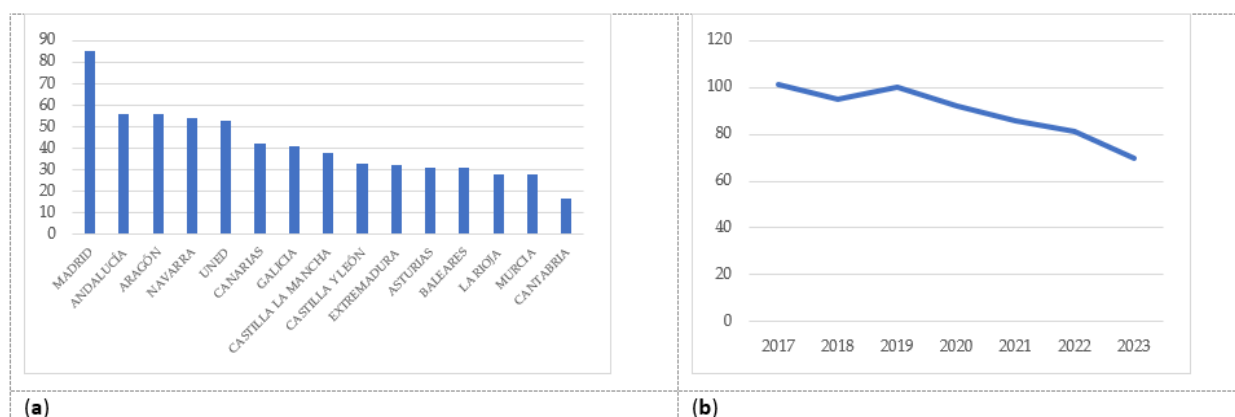 90
80
70
60
50
40
30
20
10
0
MADRID
ANDALUCÍA
ARAGÓN
NAVARRA
UNED
CANARIAS
GALICIA
CASTILLA LA MANCHA
CASTILLA Y LEÓN
EXTREMADURA
ASTURIAS
BALEARES
LA RIOJA
MURCIA
CANTABRIA
(a)
120
100
80
60
40
20
0
2017 2018 2019 2020 2021 2022 2023
(b)